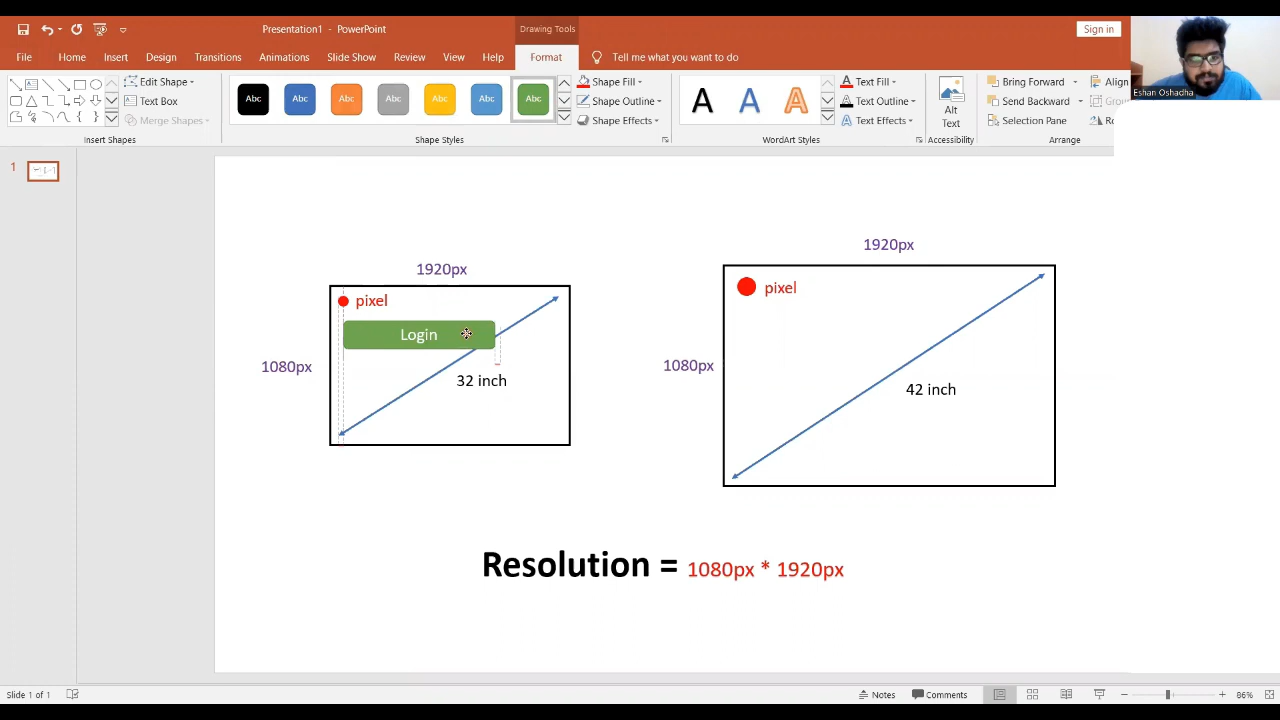 Presentation1 - PowerPoint
Drawing Tools
Sign in
File Home Insert Design Transitions Animations Slide Show Review View Help Format Tell me what you want to do
Eshan Oshadha
Edit Shape
Text Box
Merge Shapes
Insert Shapes
Abc Abc Abc Abc Abc Abc Abc
Shape Fill
Shape Outline
Shape Effects
Shape Styles
A A A
Text Fill
Text Outline
Text Effects
WordArt Styles
Alt
Text
Accessibility
Bring Forward
Send Backward
Selection Pane
Align
Arrange
1
1920px
pixel
Login
1080px
32 inch
1920px
pixel
1080px
42 inch
Resolution = 1080px * 1920px
Slide 1 of 1
Notes
Comments
86%